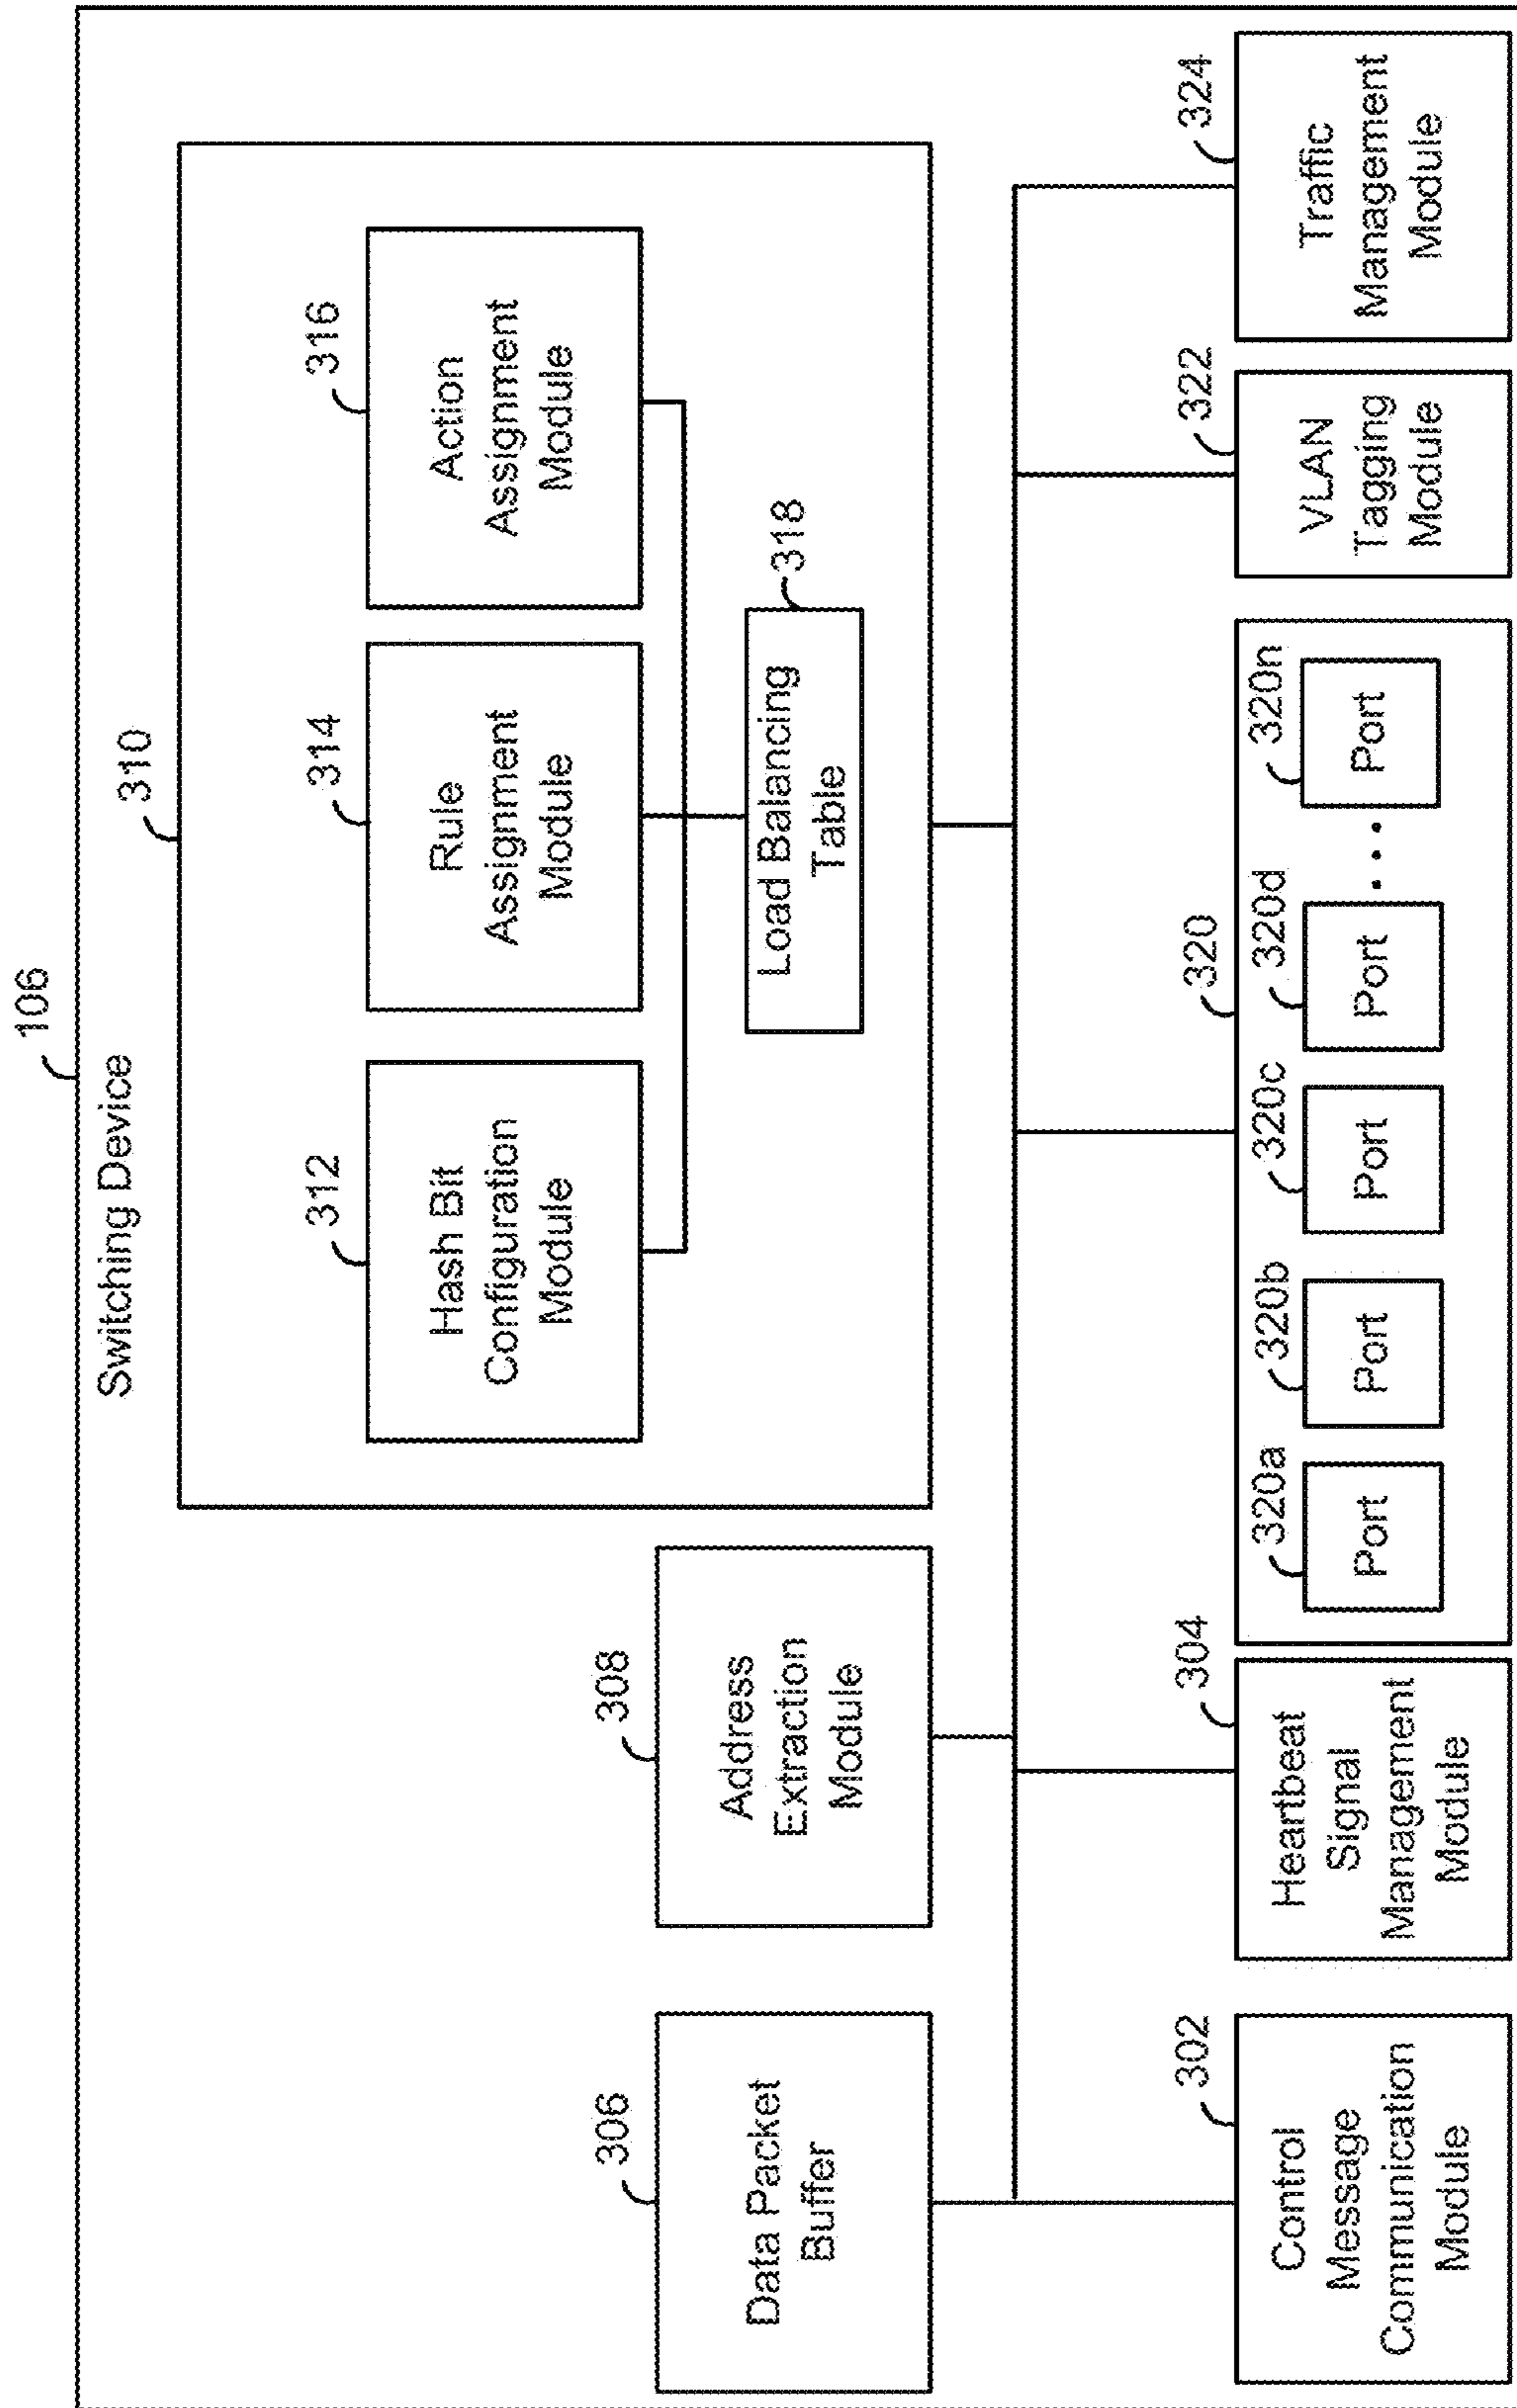 106
Switching Device
310
312
314
316
Hash Bit
Configuration
Module
Rule
Assignment
Module
Action
Assignment
Module
318
Load Balancing
Table
306
Data Packet
Buffer
308
Address
Extraction
Module
302
Control
Message
Communication
Module
304
Heartbeat
Signal
Management
Module
320
320a
Port
320b
Port
320c
Port
320d
Port
....
320n
Port
322
VLAN
Tagging
Module
324
Traffic
Management
Module